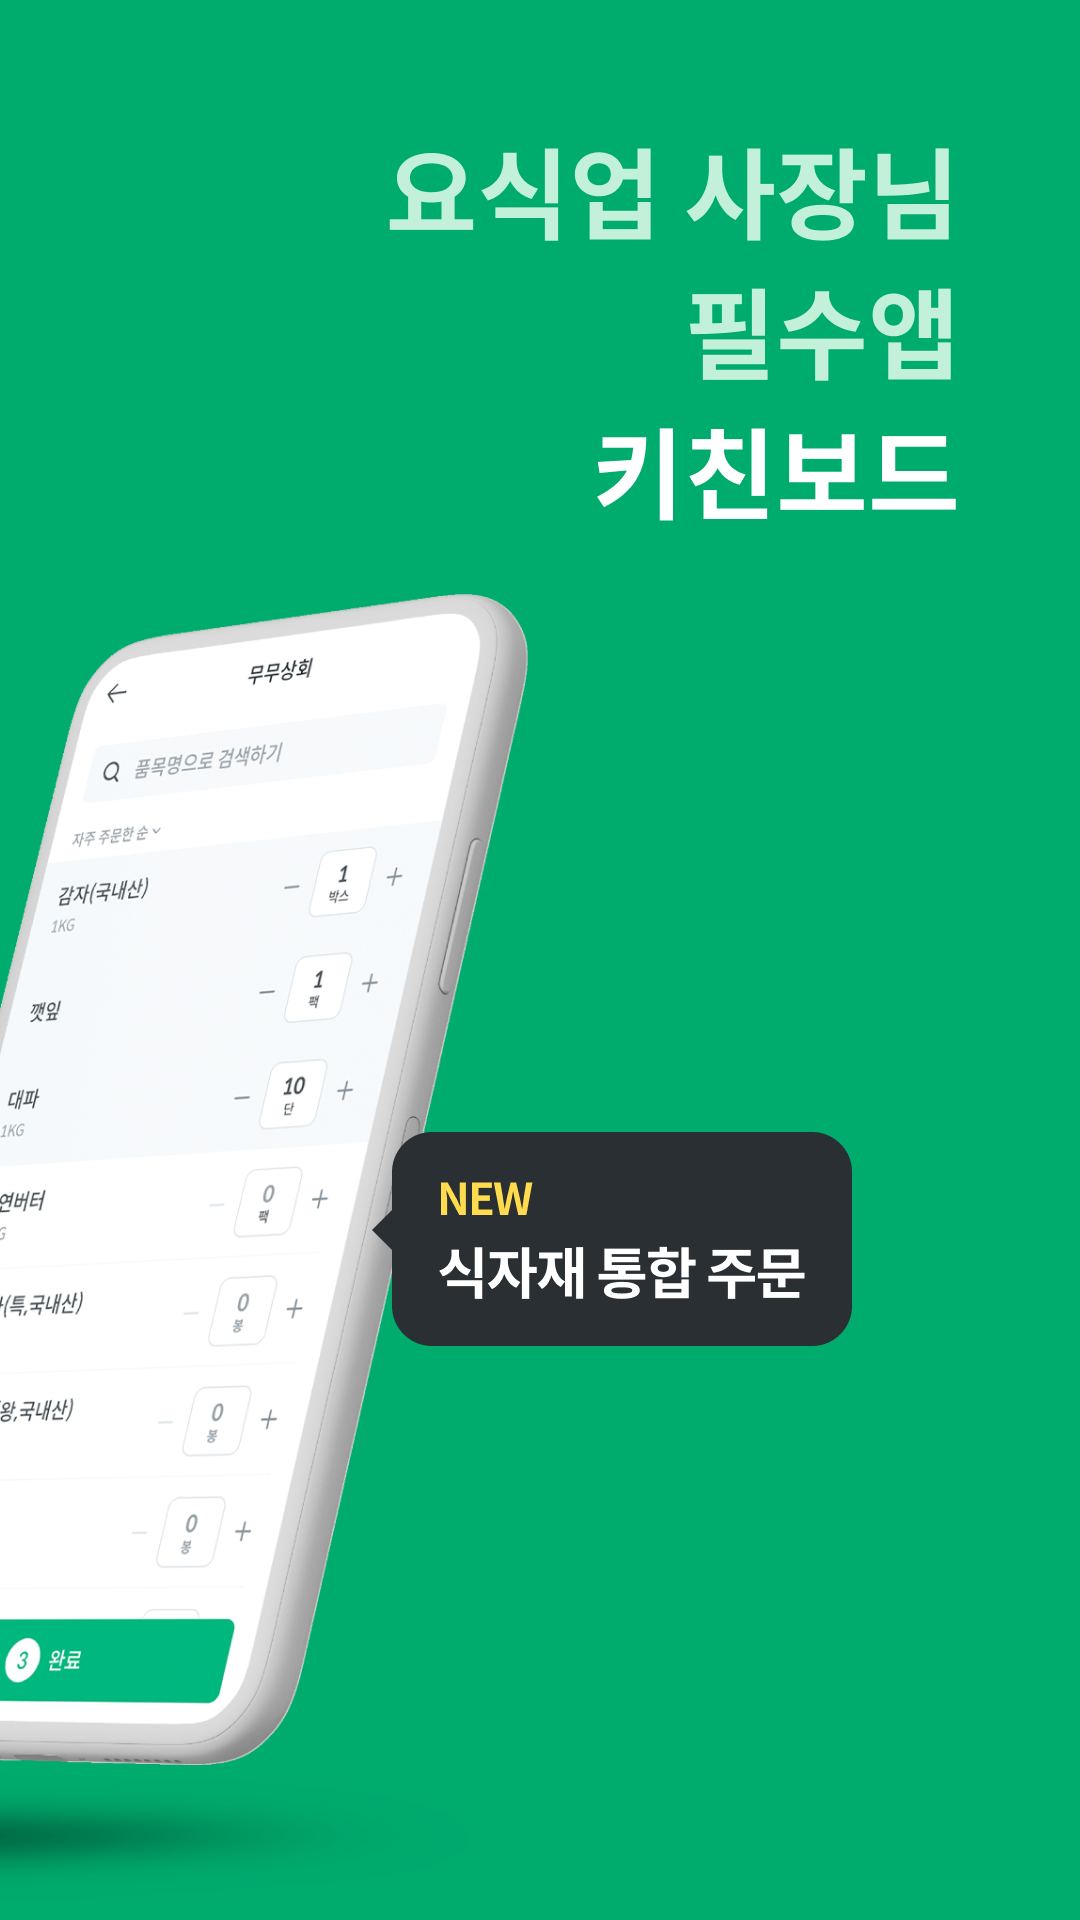 요식업 사장님
필수앱
키친보드
무무상회
품목명으로 검색하기
자주 주문한 순
감자(국내산)
1KG
1
박스
깻잎
1
팩
대파
1KG
10
단
연버터
G
0
팩
(특,국내산)
0
봉
왕,국내산)
0
봉
0
봉
3 완료
NEW
식자재 통합 주문